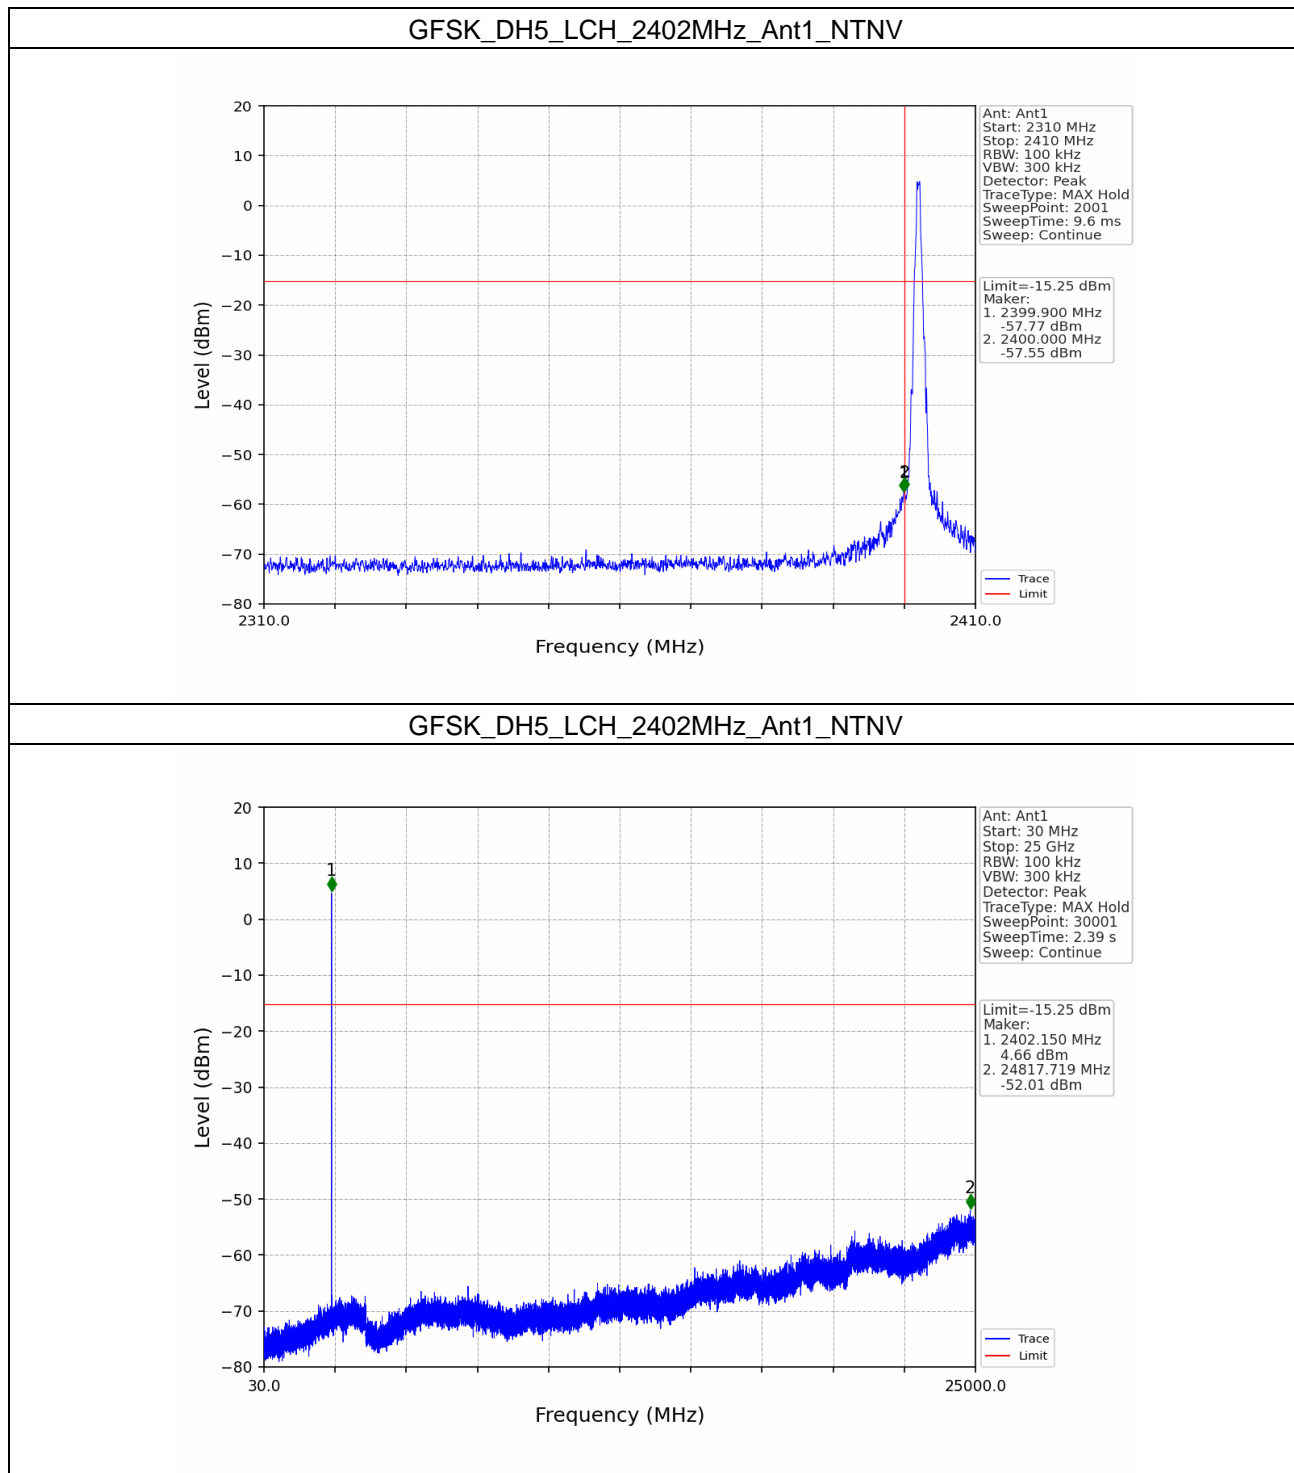 GFSK_DH5_LCH_2402MHz_Ant1_NTNV
20
10
0
−10
−20
−30
−40
−50
−60
−70
−80
Level (dBm)
2310.0
2410.0
Frequency (MHz)
2
Ant: Ant1
Start: 2310 MHz
Stop: 2410 MHz
RBW: 100 kHz
VBW: 300 kHz
Detector: Peak
TraceType: MAX Hold
SweepPoint: 2001
SweepTime: 9.6 ms
Sweep: Continue
Limit=-15.25 dBm
Maker:
1. 2399.900 MHz
-57.77 dBm
2. 2400.000 MHz
-57.55 dBm
Trace
Limit
GFSK_DH5_LCH_2402MHz_Ant1_NTNV
20
10
0
−10
−20
−30
−40
−50
−60
−70
−80
Level (dBm)
30.0
25000.0
Frequency (MHz)
1
2
Ant: Ant1
Start: 30 MHz
Stop: 25 GHz
RBW: 100 kHz
VBW: 300 kHz
Detector: Peak
TraceType: MAX Hold
SweepPoint: 30001
SweepTime: 2.39 s
Sweep: Continue
Limit=-15.25 dBm
Maker:
1. 2402.150 MHz
4.66 dBm
2. 24817.719 MHz
-52.01 dBm
Trace
Limit